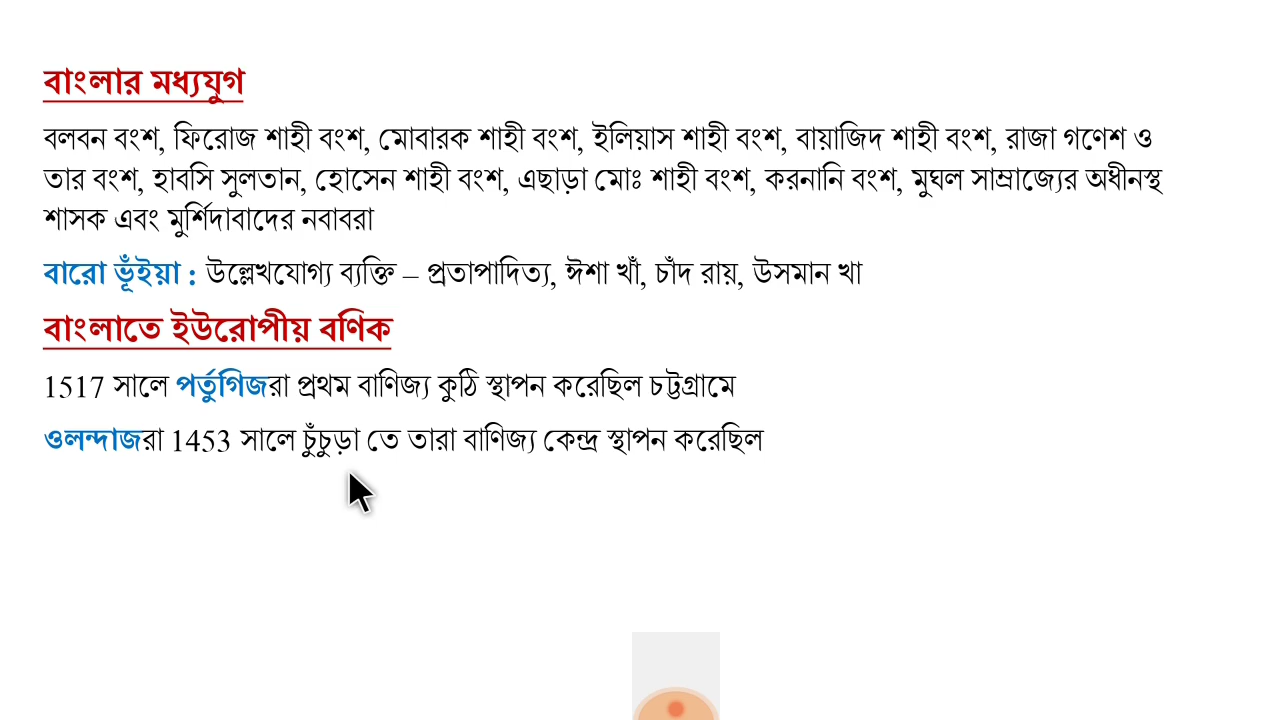 বাংলার মধ্যযুগ
বলবন বংশ, ফিরোজ শাহী বংশ, মোবারক শাহী বংশ, ইলিয়াস শাহী বংশ, বায়াজিদ শাহী বংশ, রাজা গণেশ ও
তার বংশ, হাবসি সুলতান, হোসেন শাহী বংশ, এছাড়া মোঃ শাহী বংশ, করনানি বংশ, মুঘল সাম্রাজ্যের অধীনস্থ
শাসক এবং মুর্শিদাবাদের নবাবরা
বারো ভূঁইয়া : উল্লেখযোগ্য ব্যক্তি – প্রতাপাদিত্য, ঈশা খাঁ, চাঁদ রায়, উসমান খা
বাংলাতে ইউরোপীয় বণিক
1517 সালে পর্তুগিজরা প্রথম বাণিজ্য কুঠি স্থাপন করেছিল চট্টগ্রামে
ওলন্দাজরা 1453 সালে চুঁচুড়া তে তারা বাণিজ্য কেন্দ্র স্থাপন করেছিল